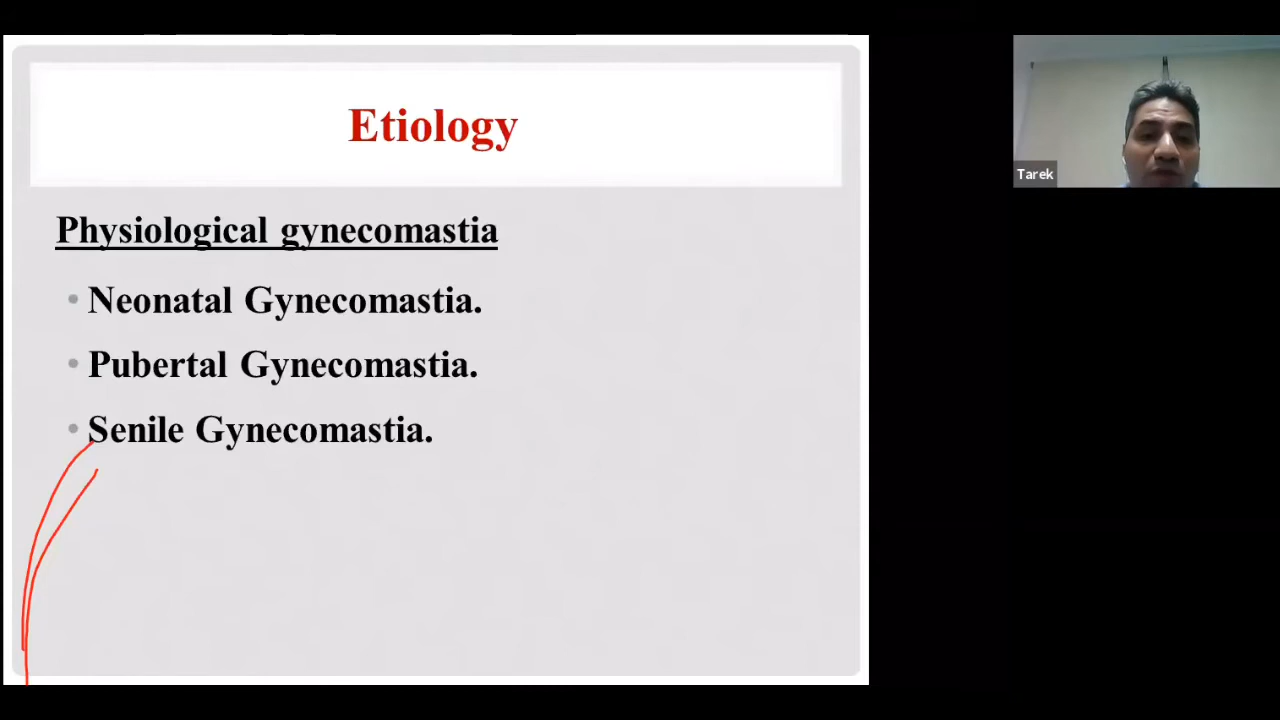 Etiology
Physiological gynecomastia
• Neonatal Gynecomastia.
• Pubertal Gynecomastia.
• Senile Gynecomastia.
Tarek